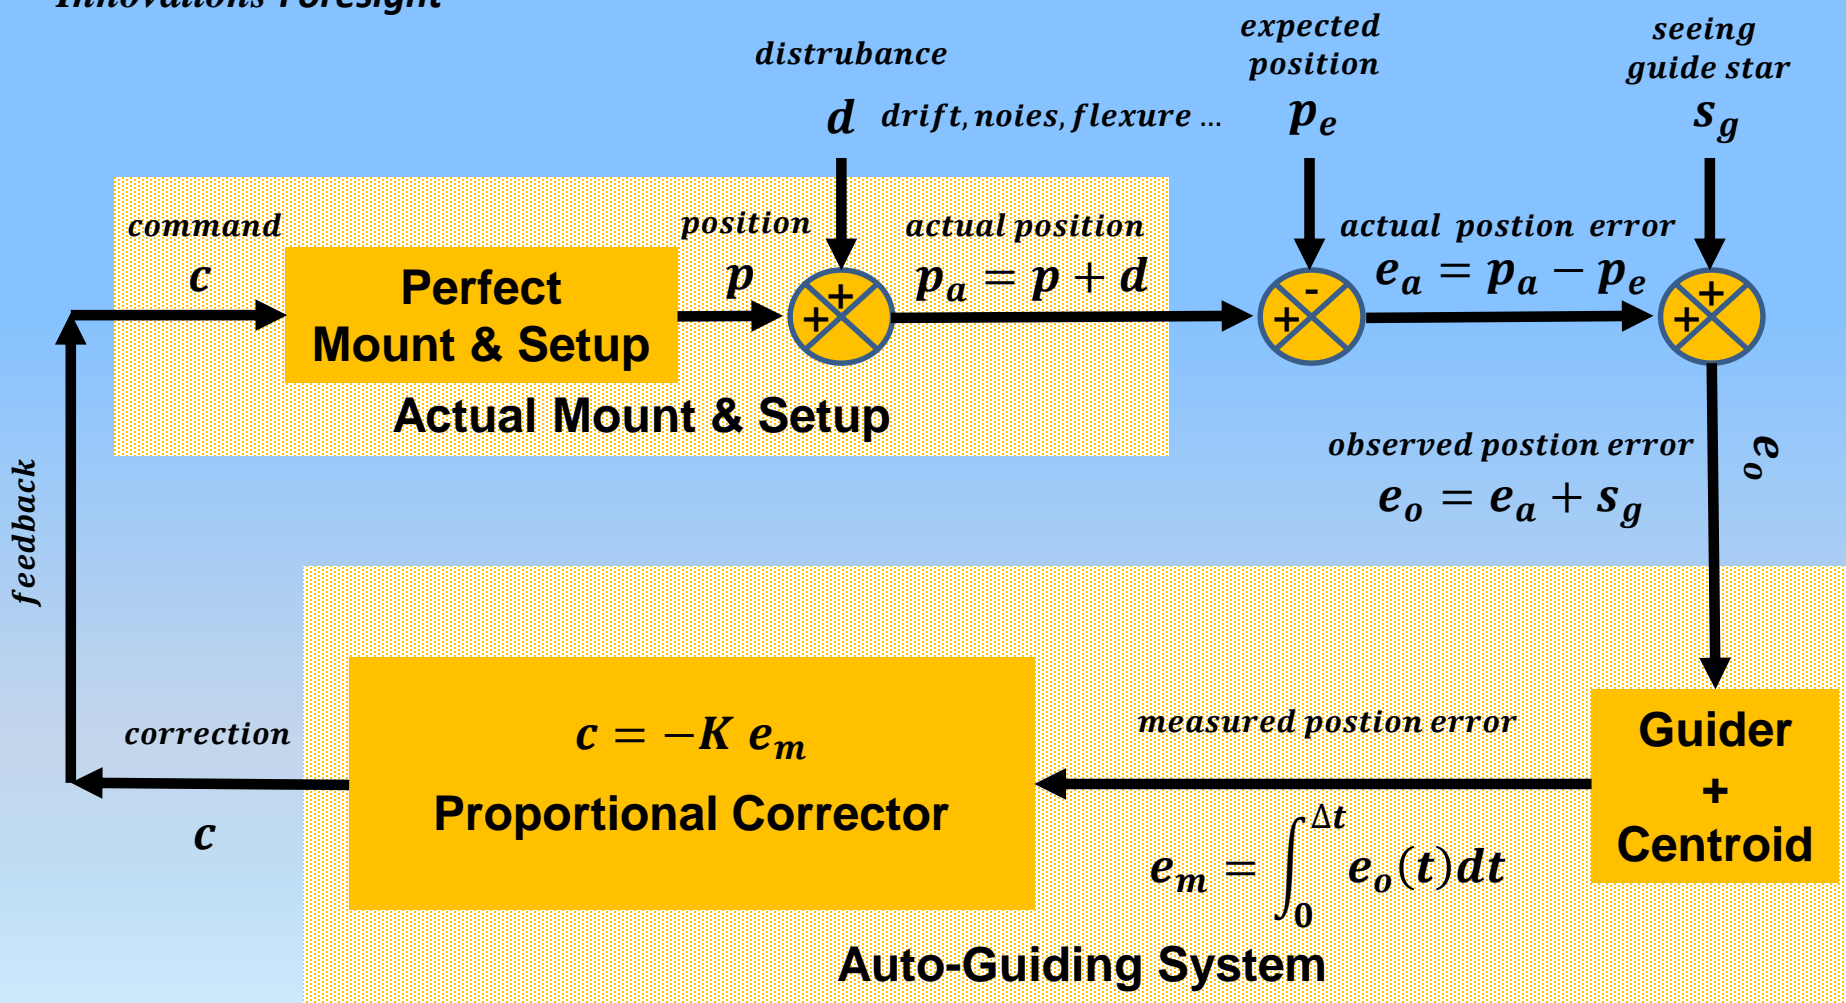 Innovations Foresight
distrubance
d drift, noies, flexure ...
expected
position
p_e
seeing
guide star
s_g
command
c
Perfect
Mount & Setup
position
p
+
+
actual position
p_a = p + d
-
+
actual postion error
e_a = p_a − p_e
+
+
Actual Mount & Setup
feedback
observed postion error
e_o = e_a + s_g
e_o
correction
c
c = −K e_m
Proportional Corrector
measured postion error
e_m = ∫_0^Δt e_o(t)dt
Guider
+
Centroid
Auto-Guiding System